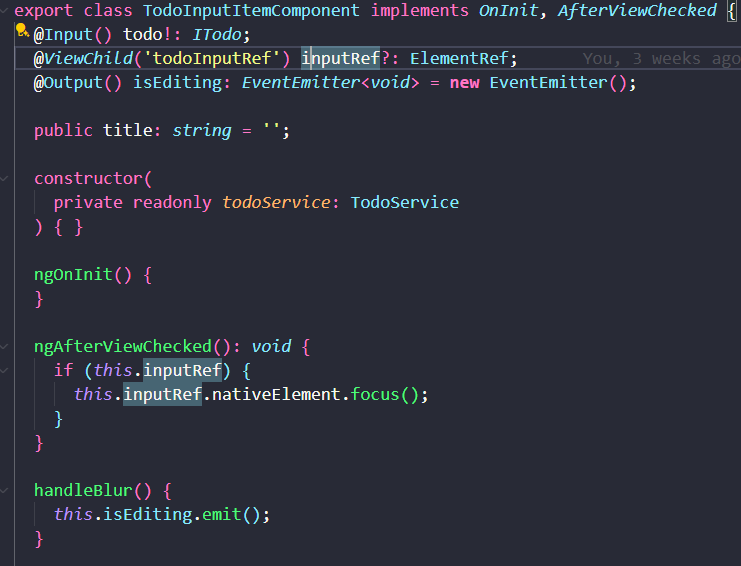 export class TodoInputItemComponent implements OnInit, AfterViewChecked {
@Input() todo!: ITodo;
@ViewChild('todoInputRef') inputRef?: ElementRef; You, 3 weeks ago
@Output() isEditing: EventEmitter<void> = new EventEmitter();
public title: string = '';
constructor(
private readonly todoService: TodoService
) { }
ngOnInit() {
}
ngAfterViewChecked(): void {
if (this.inputRef) {
this.inputRef.nativeElement.focus();
}
}
handleBlur() {
this.isEditing.emit();
}